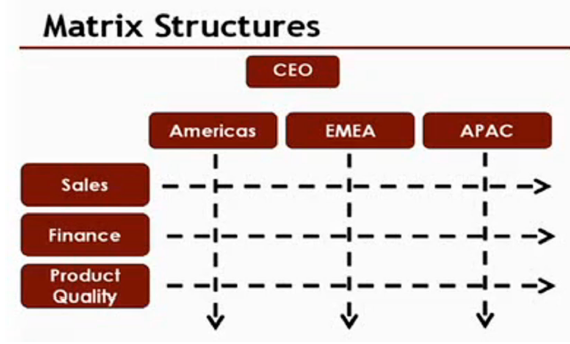 Matrix Structures
CEO
Americas
EMEA
APAC
Sales
Finance
Product
Quality